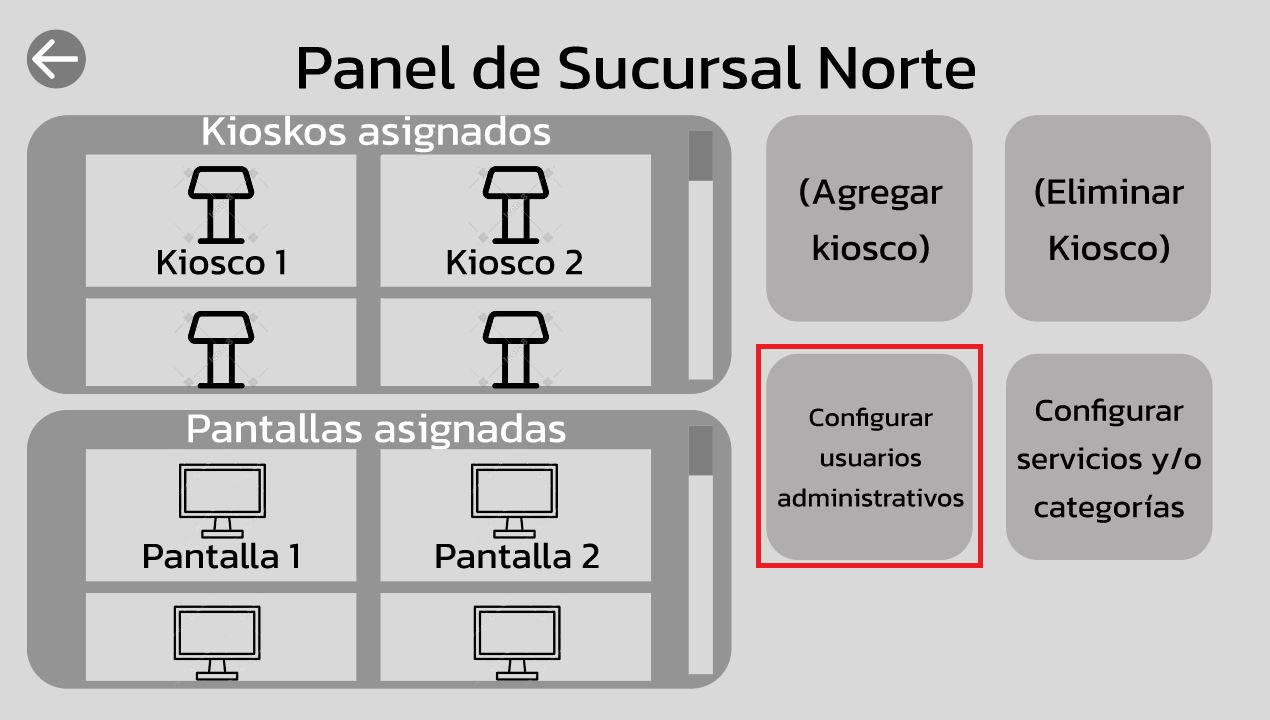 Panel de Sucursal Norte
Kioskos asignados
Kiosco 1
Kiosco 2
Pantallas asignadas
Pantalla 1
Pantalla 2
(Agregar
kiosco)
(Eliminar
Kiosco)
Configurar
usuarios
administrativos
Configurar
servicios y/o
categorías